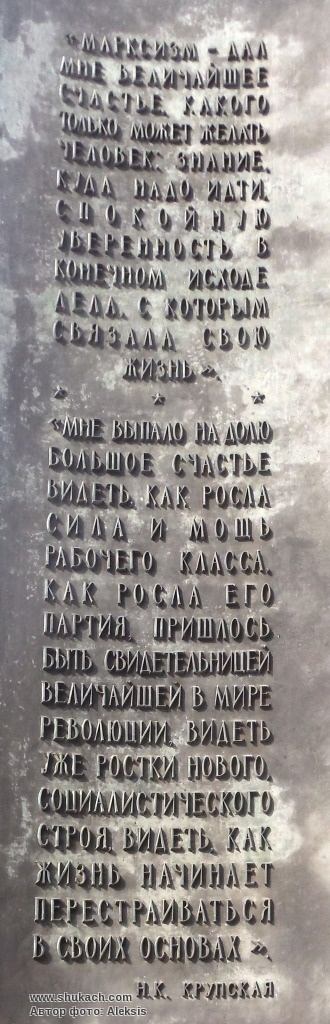 «МАРКСИЗМ – ДАЛ
МНЕ ВЕЛИЧАЙШЕЕ
СЧАСТЬЕ, КАКОГО
ТОЛЬКО МОЖЕТ ЖЕЛАТЬ
ЧЕЛОВЕК: ЗНАНИЕ,
КУДА НАДО ИДТИ,
СПОКОЙНУЮ
УВЕРЕННОСТЬ В
КОНЕЧНОМ ИСХОДЕ
ДЕЛА, С КОТОРЫМ
СВЯЗАЛА СВОЮ
ЖИЗНЬ».
* * *
«МНЕ ВЫПАЛО НА ДОЛЮ
БОЛЬШОЕ СЧАСТЬЕ
ВИДЕТЬ, КАК РОСЛА
СИЛА И МОЩЬ
РАБОЧЕГО КЛАССА,
КАК РОСЛА ЕГО
ПАРТИЯ, ПРИШЛОСЬ
БЫТЬ СВИДЕТЕЛЬНИЦЕЙ
ВЕЛИЧАЙШЕЙ В МИРЕ
РЕВОЛЮЦИИ, ВИДЕТЬ
УЖЕ РОСТКИ НОВОГО,
СОЦИАЛИСТИЧЕСКОГО
СТРОЯ, ВИДЕТЬ, КАК
ЖИЗНЬ НАЧИНАЕТ
ПЕРЕСТРАИВАТЬСЯ
В СВОИХ ОСНОВАХ».
Н.К. КРУПСКАЯ
www.shukach.com
Автор фото: Aleksis